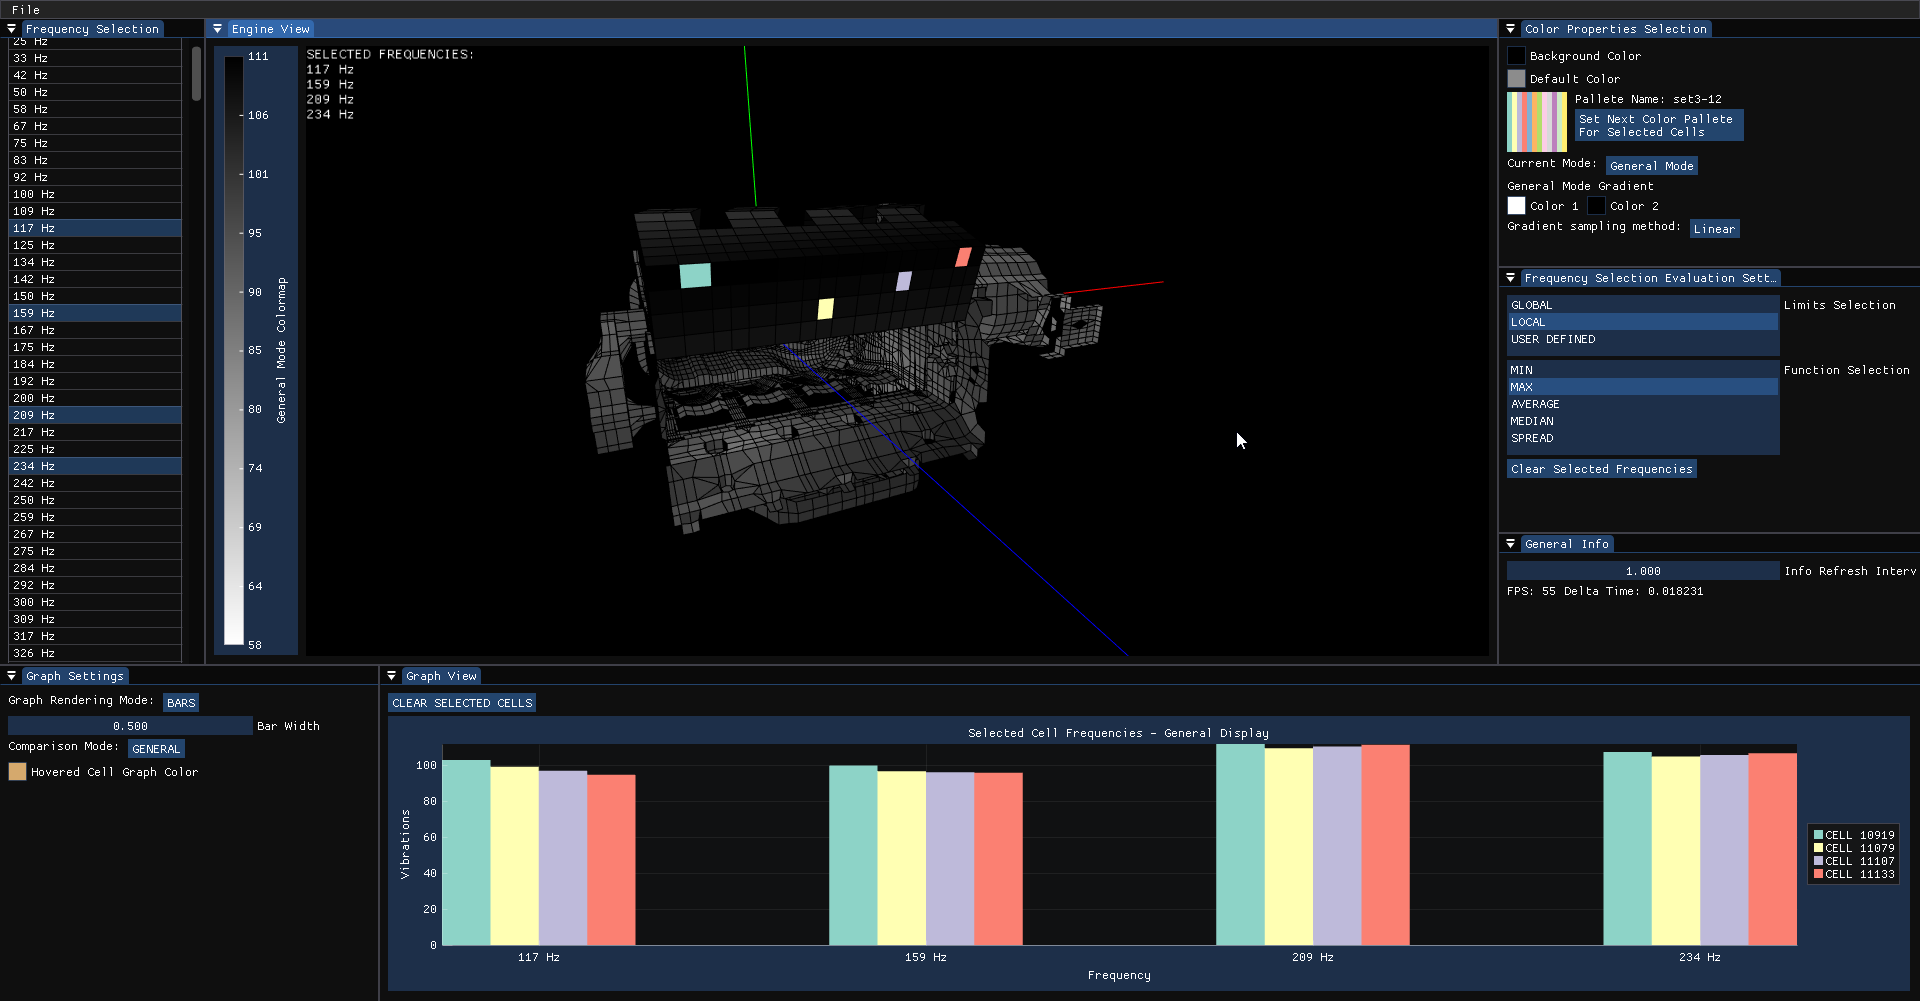 File
Frequency Selection
25 Hz
33 Hz
42 Hz
50 Hz
58 Hz
67 Hz
75 Hz
83 Hz
92 Hz
100 Hz
109 Hz
117 Hz
125 Hz
134 Hz
142 Hz
150 Hz
159 Hz
167 Hz
175 Hz
184 Hz
192 Hz
200 Hz
209 Hz
217 Hz
225 Hz
234 Hz
242 Hz
250 Hz
259 Hz
267 Hz
275 Hz
284 Hz
292 Hz
300 Hz
309 Hz
317 Hz
326 Hz
Engine View
111
106
101
95
90
85
80
74
69
64
58
General Mode Colormap
SELECTED FREQUENCIES:
117 Hz
159 Hz
209 Hz
234 Hz
Color Properties Selection
Background Color
Default Color
Pallete Name: set3-12
Set Next Color Pallete
For Selected Cells
Current Mode: General Mode
General Mode Gradient
Color 1 Color 2
Gradient sampling method: Linear
Frequency Selection Evaluation Sett…
GLOBAL
LOCAL
USER DEFINED
Limits Selection
MIN
MAX
AVERAGE
MEDIAN
SPREAD
Function Selection
Clear Selected Frequencies
General Info
1.000 Info Refresh Interv
FPS: 55 Delta Time: 0.018231
Graph Settings
Graph Rendering Mode: BARS
0.500 Bar Width
Comparison Mode: GENERAL
Hovered Cell Graph Color
Graph View
CLEAR SELECTED CELLS
Selected Cell Frequencies - General Display
100
80
60
40
20
0
Vibrations
117 Hz
159 Hz
209 Hz
234 Hz
Frequency
CELL 10919
CELL 11079
CELL 11107
CELL 11133